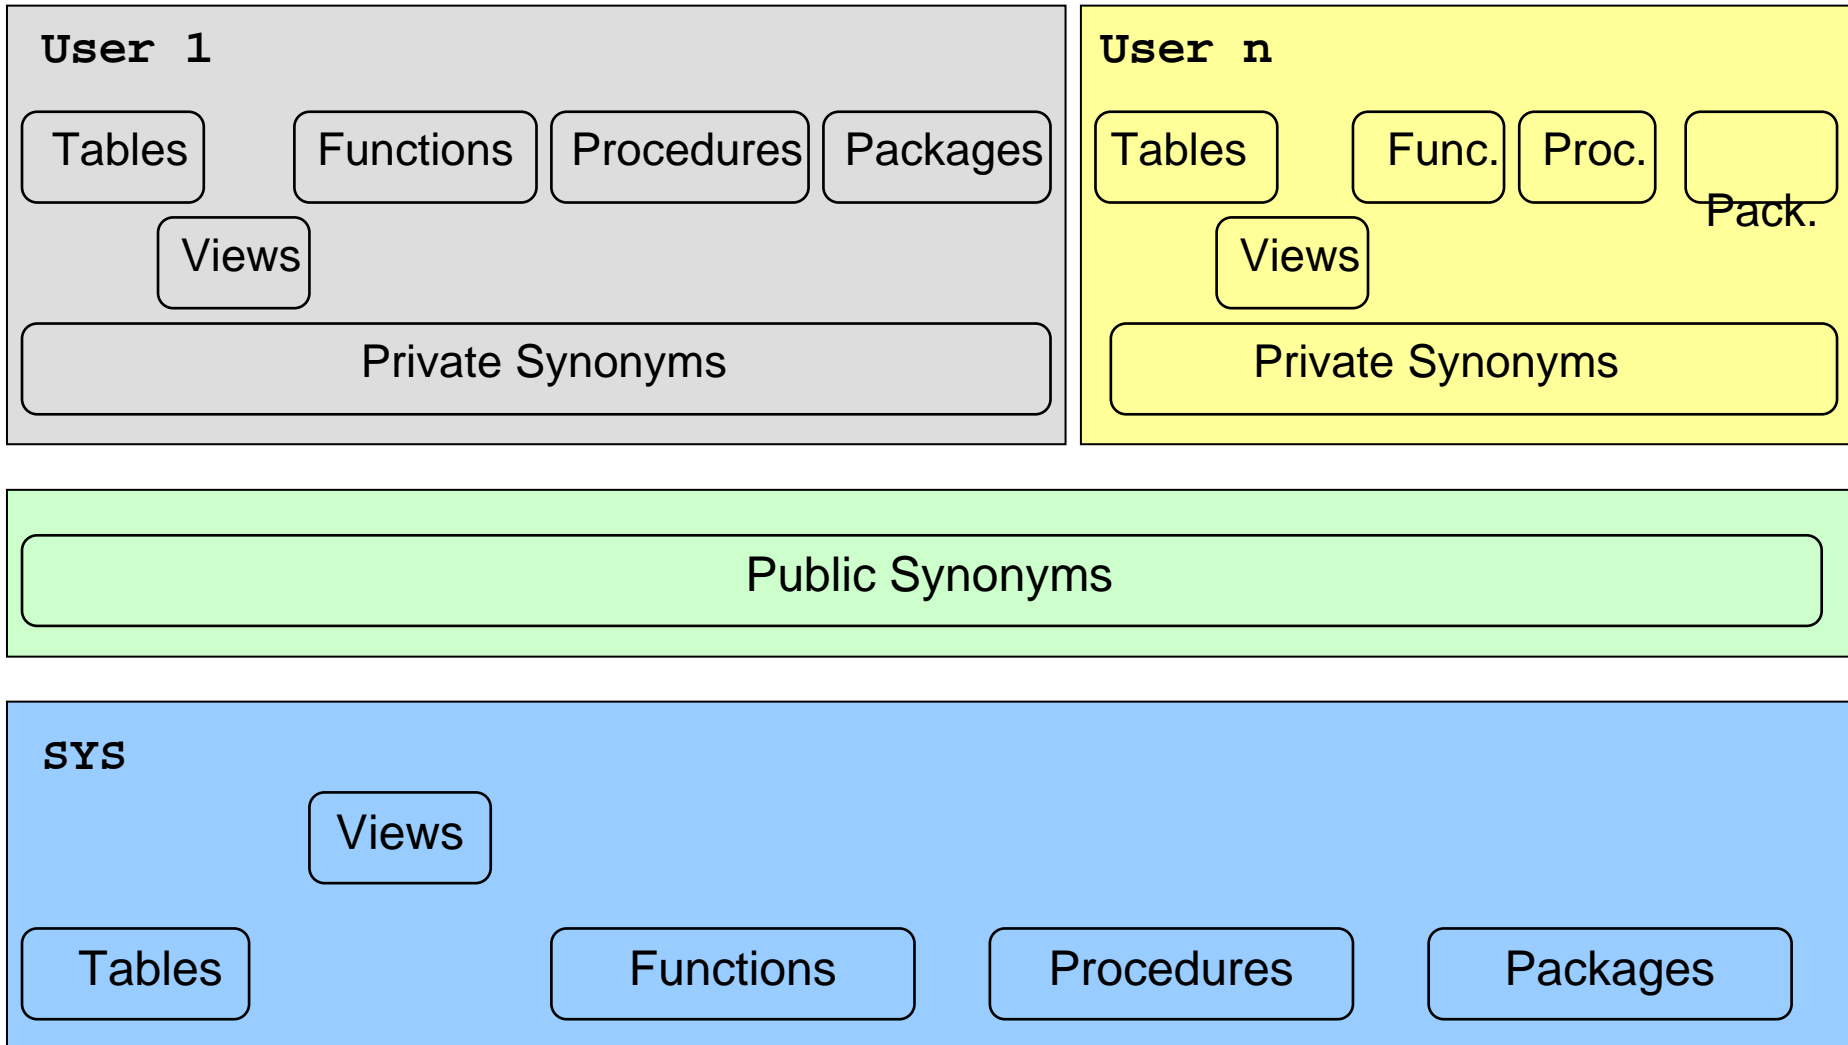 User 1
Tables Functions Procedures Packages
Views
Private Synonyms
User n
Tables Func. Proc. Pack.
Views
Private Synonyms
Public Synonyms
SYS
Views
Tables Functions Procedures Packages